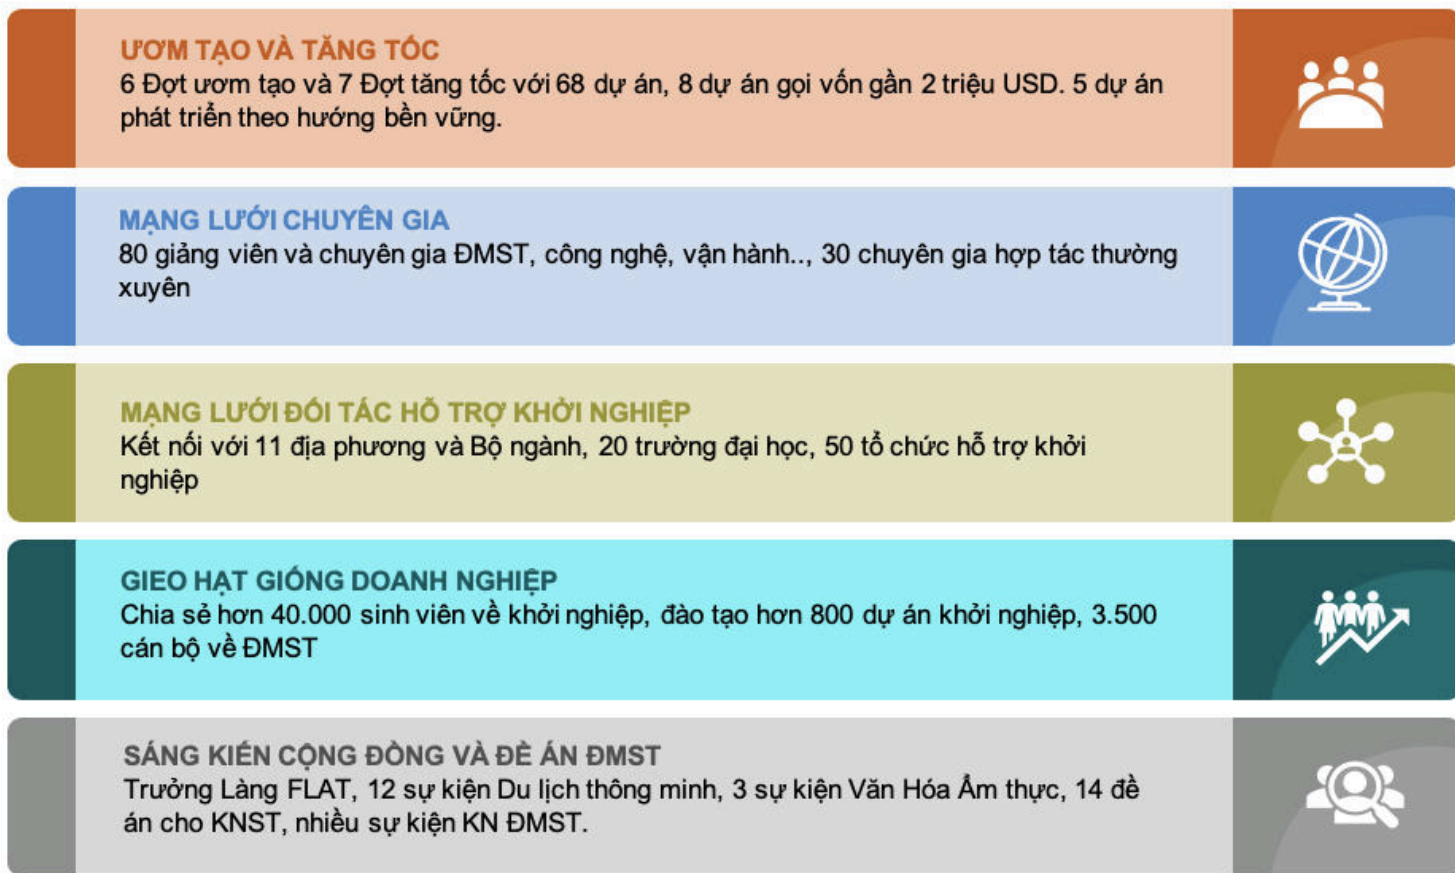 ƯƠM TẠO VÀ TĂNG TỐC
6 Đợt ươm tạo và 7 Đợt tăng tốc với 68 dự án, 8 dự án gọi vốn gần 2 triệu USD. 5 dự án
phát triển theo hướng bền vững.
MẠNG LƯỚI CHUYÊN GIA
80 giảng viên và chuyên gia ĐMST, công nghệ, vận hành.., 30 chuyên gia hợp tác thường
xuyên
MẠNG LƯỚI ĐỐI TÁC HỖ TRỢ KHỞI NGHIỆP
Kết nối với 11 địa phương và Bộ ngành, 20 trường đại học, 50 tổ chức hỗ trợ khởi
nghiệp
GIEO HẠT GIỐNG DOANH NGHIỆP
Chia sẻ hơn 40.000 sinh viên về khởi nghiệp, đào tạo hơn 800 dự án khởi nghiệp, 3.500
cán bộ về ĐMST
SÁNG KIẾN CỘNG ĐỒNG VÀ ĐỀ ÁN ĐMST
Trưởng Làng FLAT, 12 sự kiện Du lịch thông minh, 3 sự kiện Văn Hóa Ẩm thực, 14 đề
án cho KNST, nhiều sự kiện KN ĐMST.